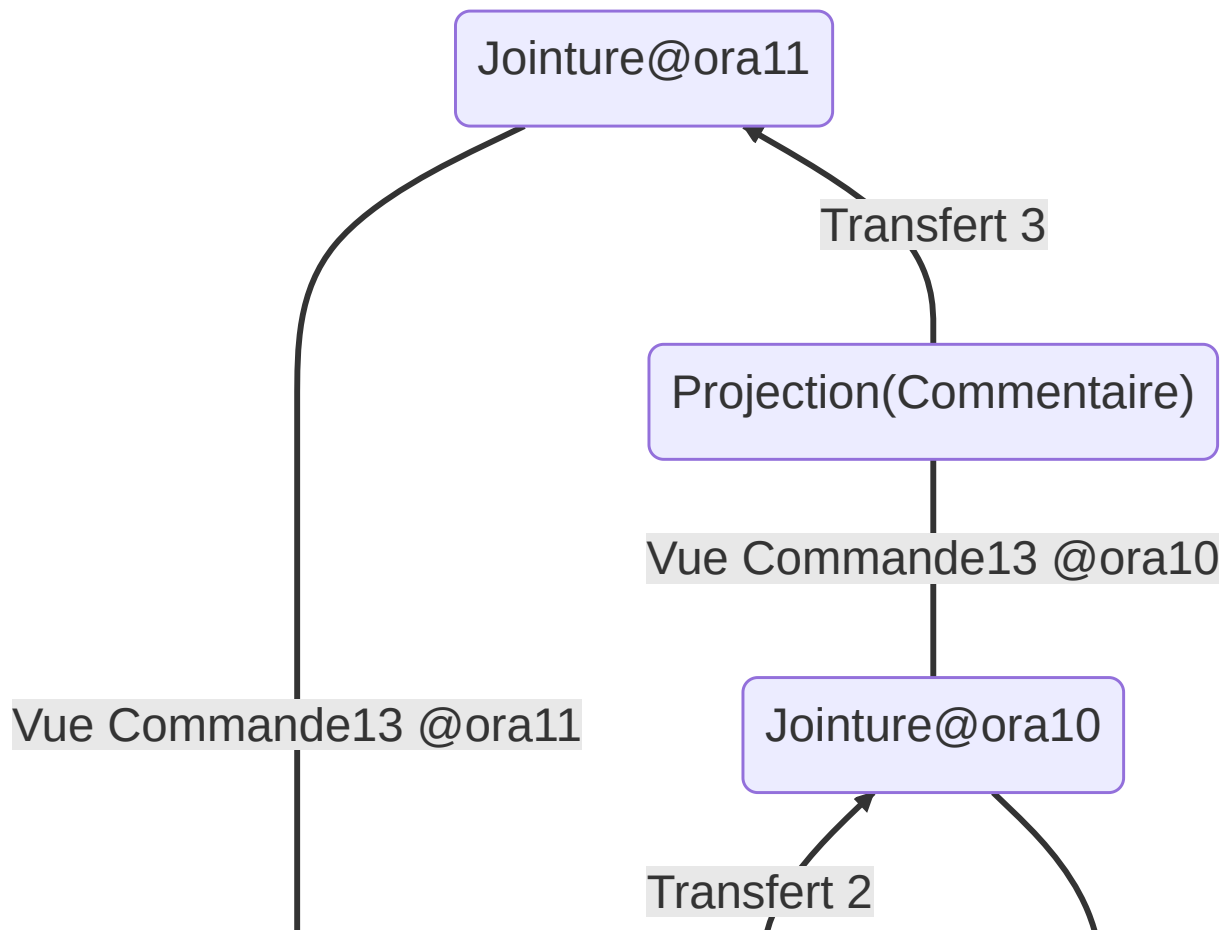 Jointure@ora11
Transfert 3
Projection(Commentaire)
Vue Commande13 @ora10
Vue Commande13 @ora11
Jointure@ora10
Transfert 2